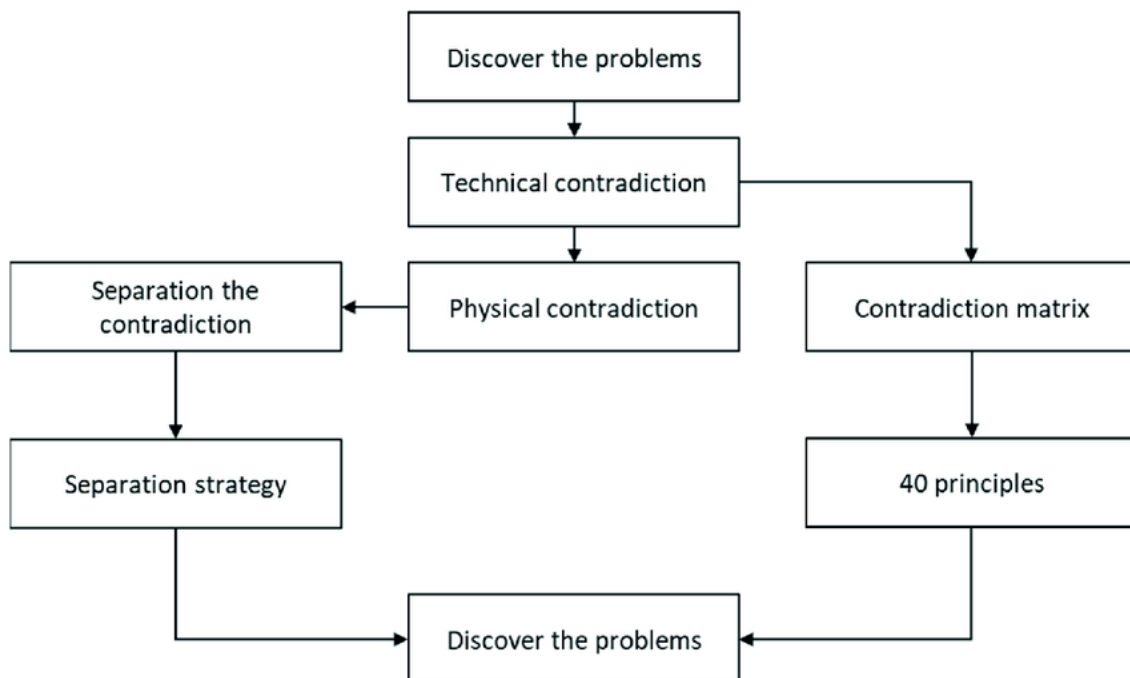 Discover the problems
Technical contradiction
Separation the
contradiction
Physical contradiction
Contradiction matrix
Separation strategy
40 principles
Discover the problems